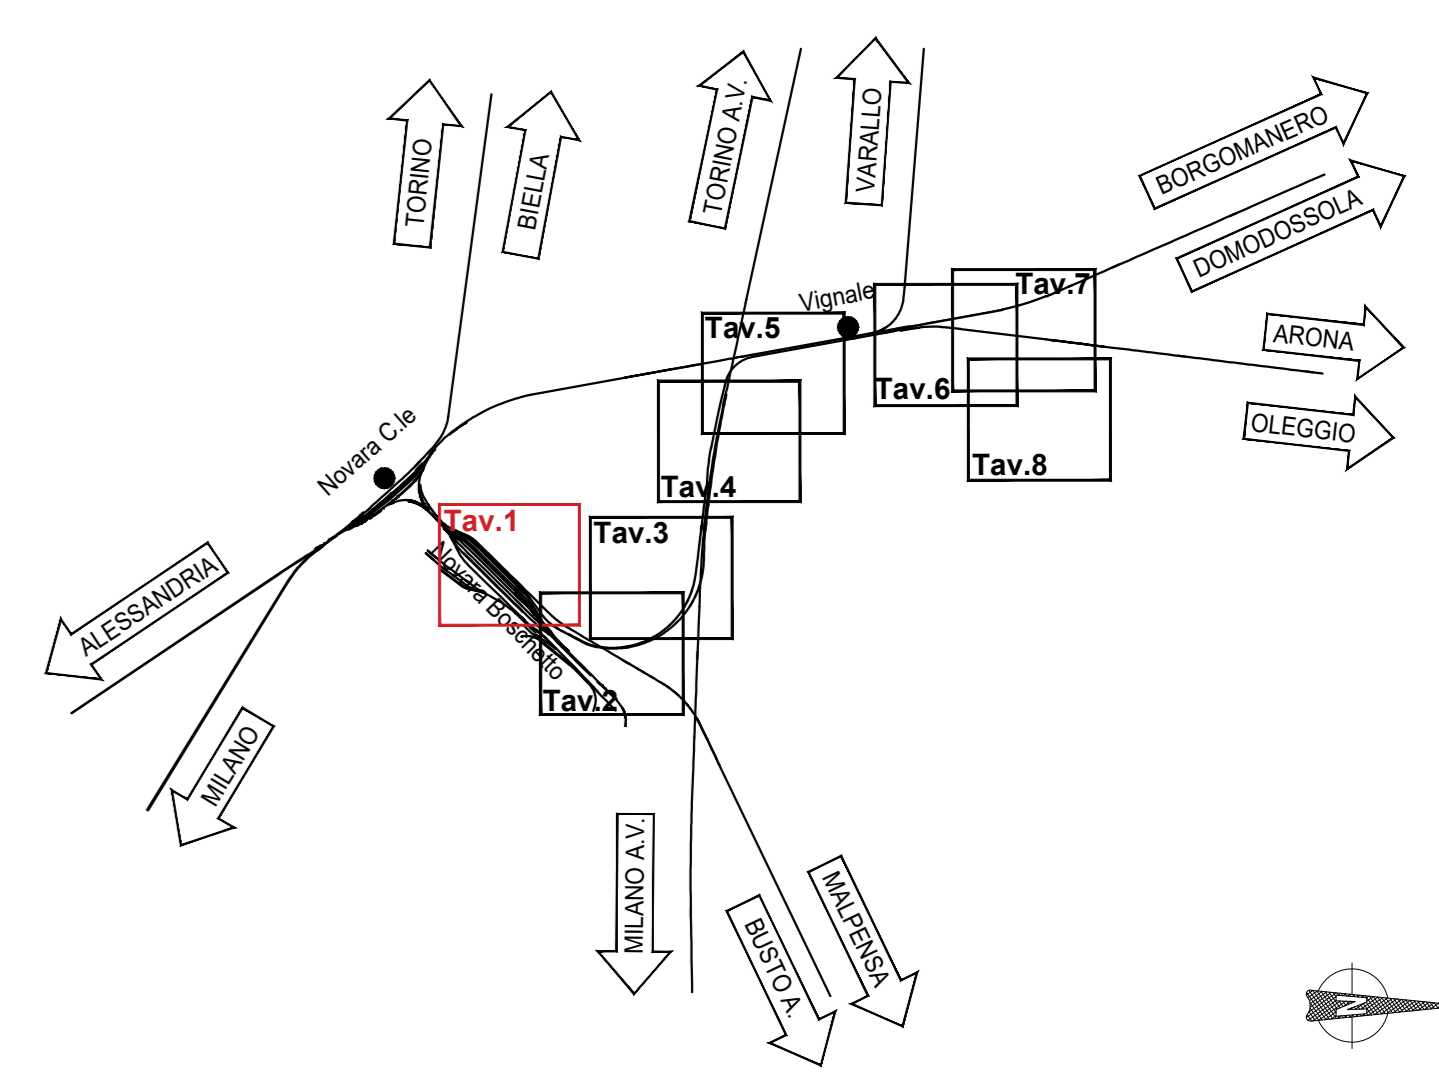 TORINO
BIELLA
TORINO A.V.
VARALLO
BORGOMANERO
DOMODOSSOLA
ARONA
OLEGGIO
Vignale
Tav.7
Tav.5
Tav.6
Tav.8
Tav.4
Novara C.le
Tav.1
Tav.3
Novara Boschetto
Tav.2
ALESSANDRIA
MILANO
MILANO A.V.
BUSTO A.
MALPENSA
N